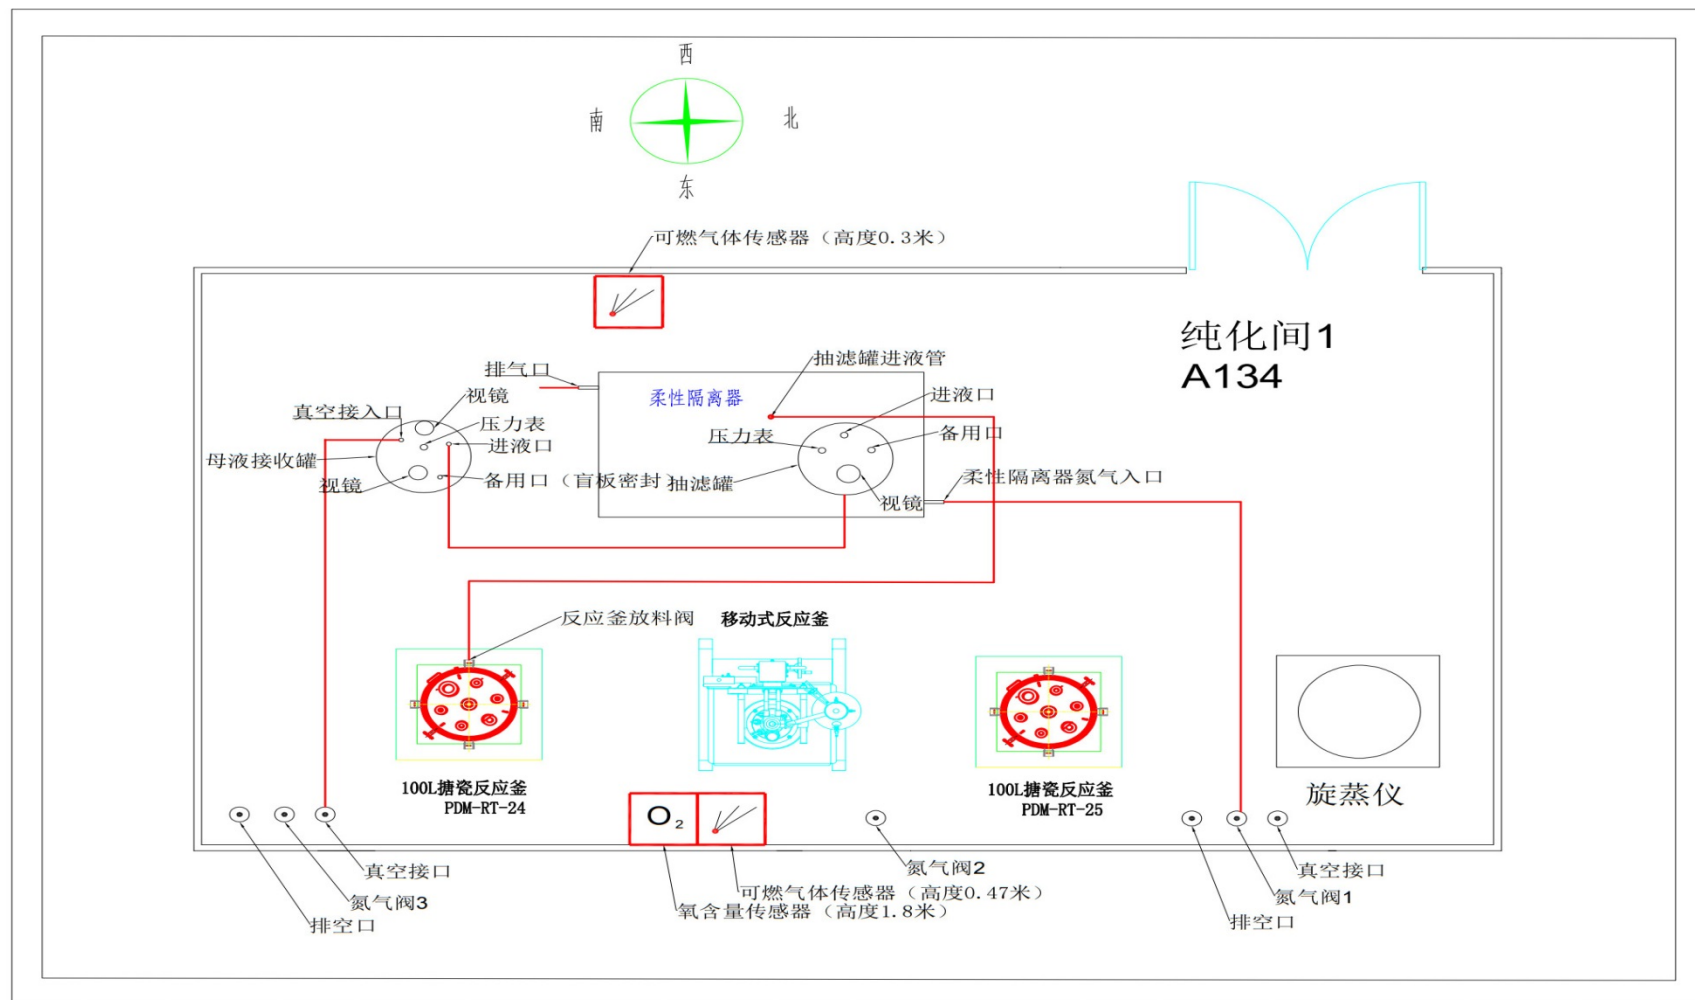 西
南
北
东
可燃气体传感器（高度0.3米）
纯化间1
A134
排气口
抽滤罐进液管
视镜
柔性隔离器
进液口
真空接入口
压力表
压力表
备用口
进液口
母液接收罐
视镜
备用口（盲板密封）
抽滤罐
柔性隔离器氮气入口
视镜
反应釜放料阀
移动式反应釜
100L搪瓷反应釜
PDM-RT-24
100L搪瓷反应釜
PDM-RT-25
旋蒸仪
O₂
真空接口
氮气阀3
排空口
氮气阀2
可燃气体传感器（高度0.47米）
氧含量传感器（高度1.8米）
真空接口
氮气阀1
排空口